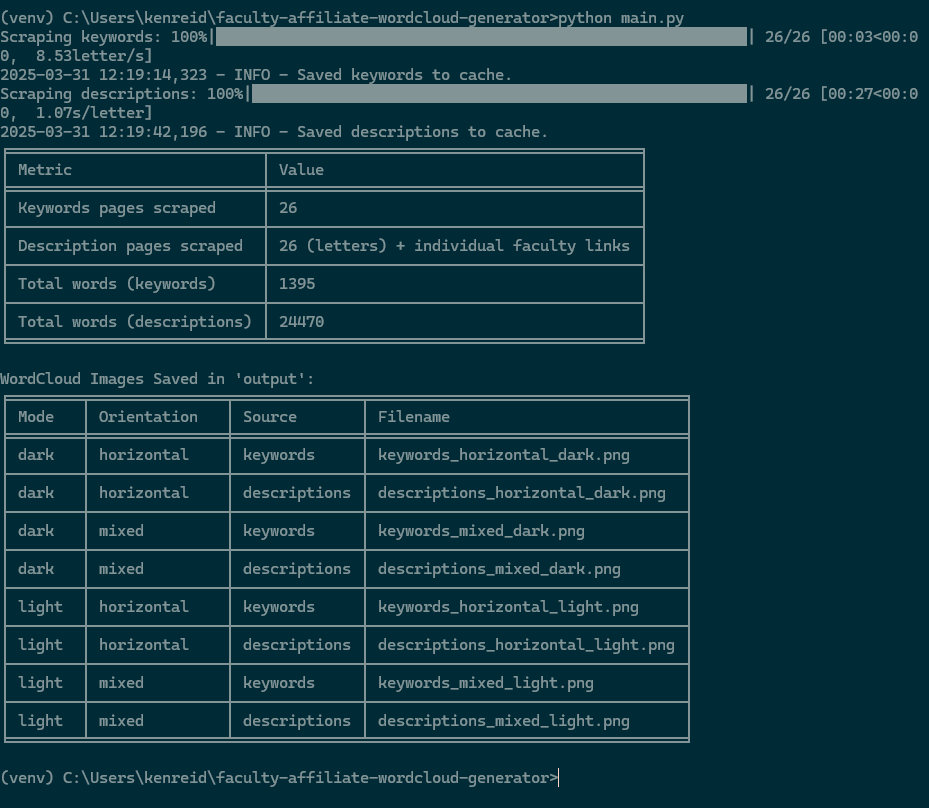 (venv) C:\Users\kenreid\faculty-affiliate-wordcloud-generator>python main.py
Scraping keywords: 100%| | 26/26 [00:03<00:0
0,  8.53letter/s]
2025-03-31 12:19:14,323 - INFO - Saved keywords to cache.
Scraping descriptions: 100%| | 26/26 [00:27<00:0
0,  1.07s/letter]
2025-03-31 12:19:42,196 - INFO - Saved descriptions to cache.
Metric Value
Keywords pages scraped 26
Description pages scraped 26 (letters) + individual faculty links
Total words (keywords) 1395
Total words (descriptions) 24470
WordCloud Images Saved in 'output':
Mode Orientation Source Filename
dark horizontal keywords keywords_horizontal_dark.png
dark horizontal descriptions descriptions_horizontal_dark.png
dark mixed keywords keywords_mixed_dark.png
dark mixed descriptions descriptions_mixed_dark.png
light horizontal keywords keywords_horizontal_light.png
light horizontal descriptions descriptions_horizontal_light.png
light mixed keywords keywords_mixed_light.png
light mixed descriptions descriptions_mixed_light.png
(venv) C:\Users\kenreid\faculty-affiliate-wordcloud-generator>